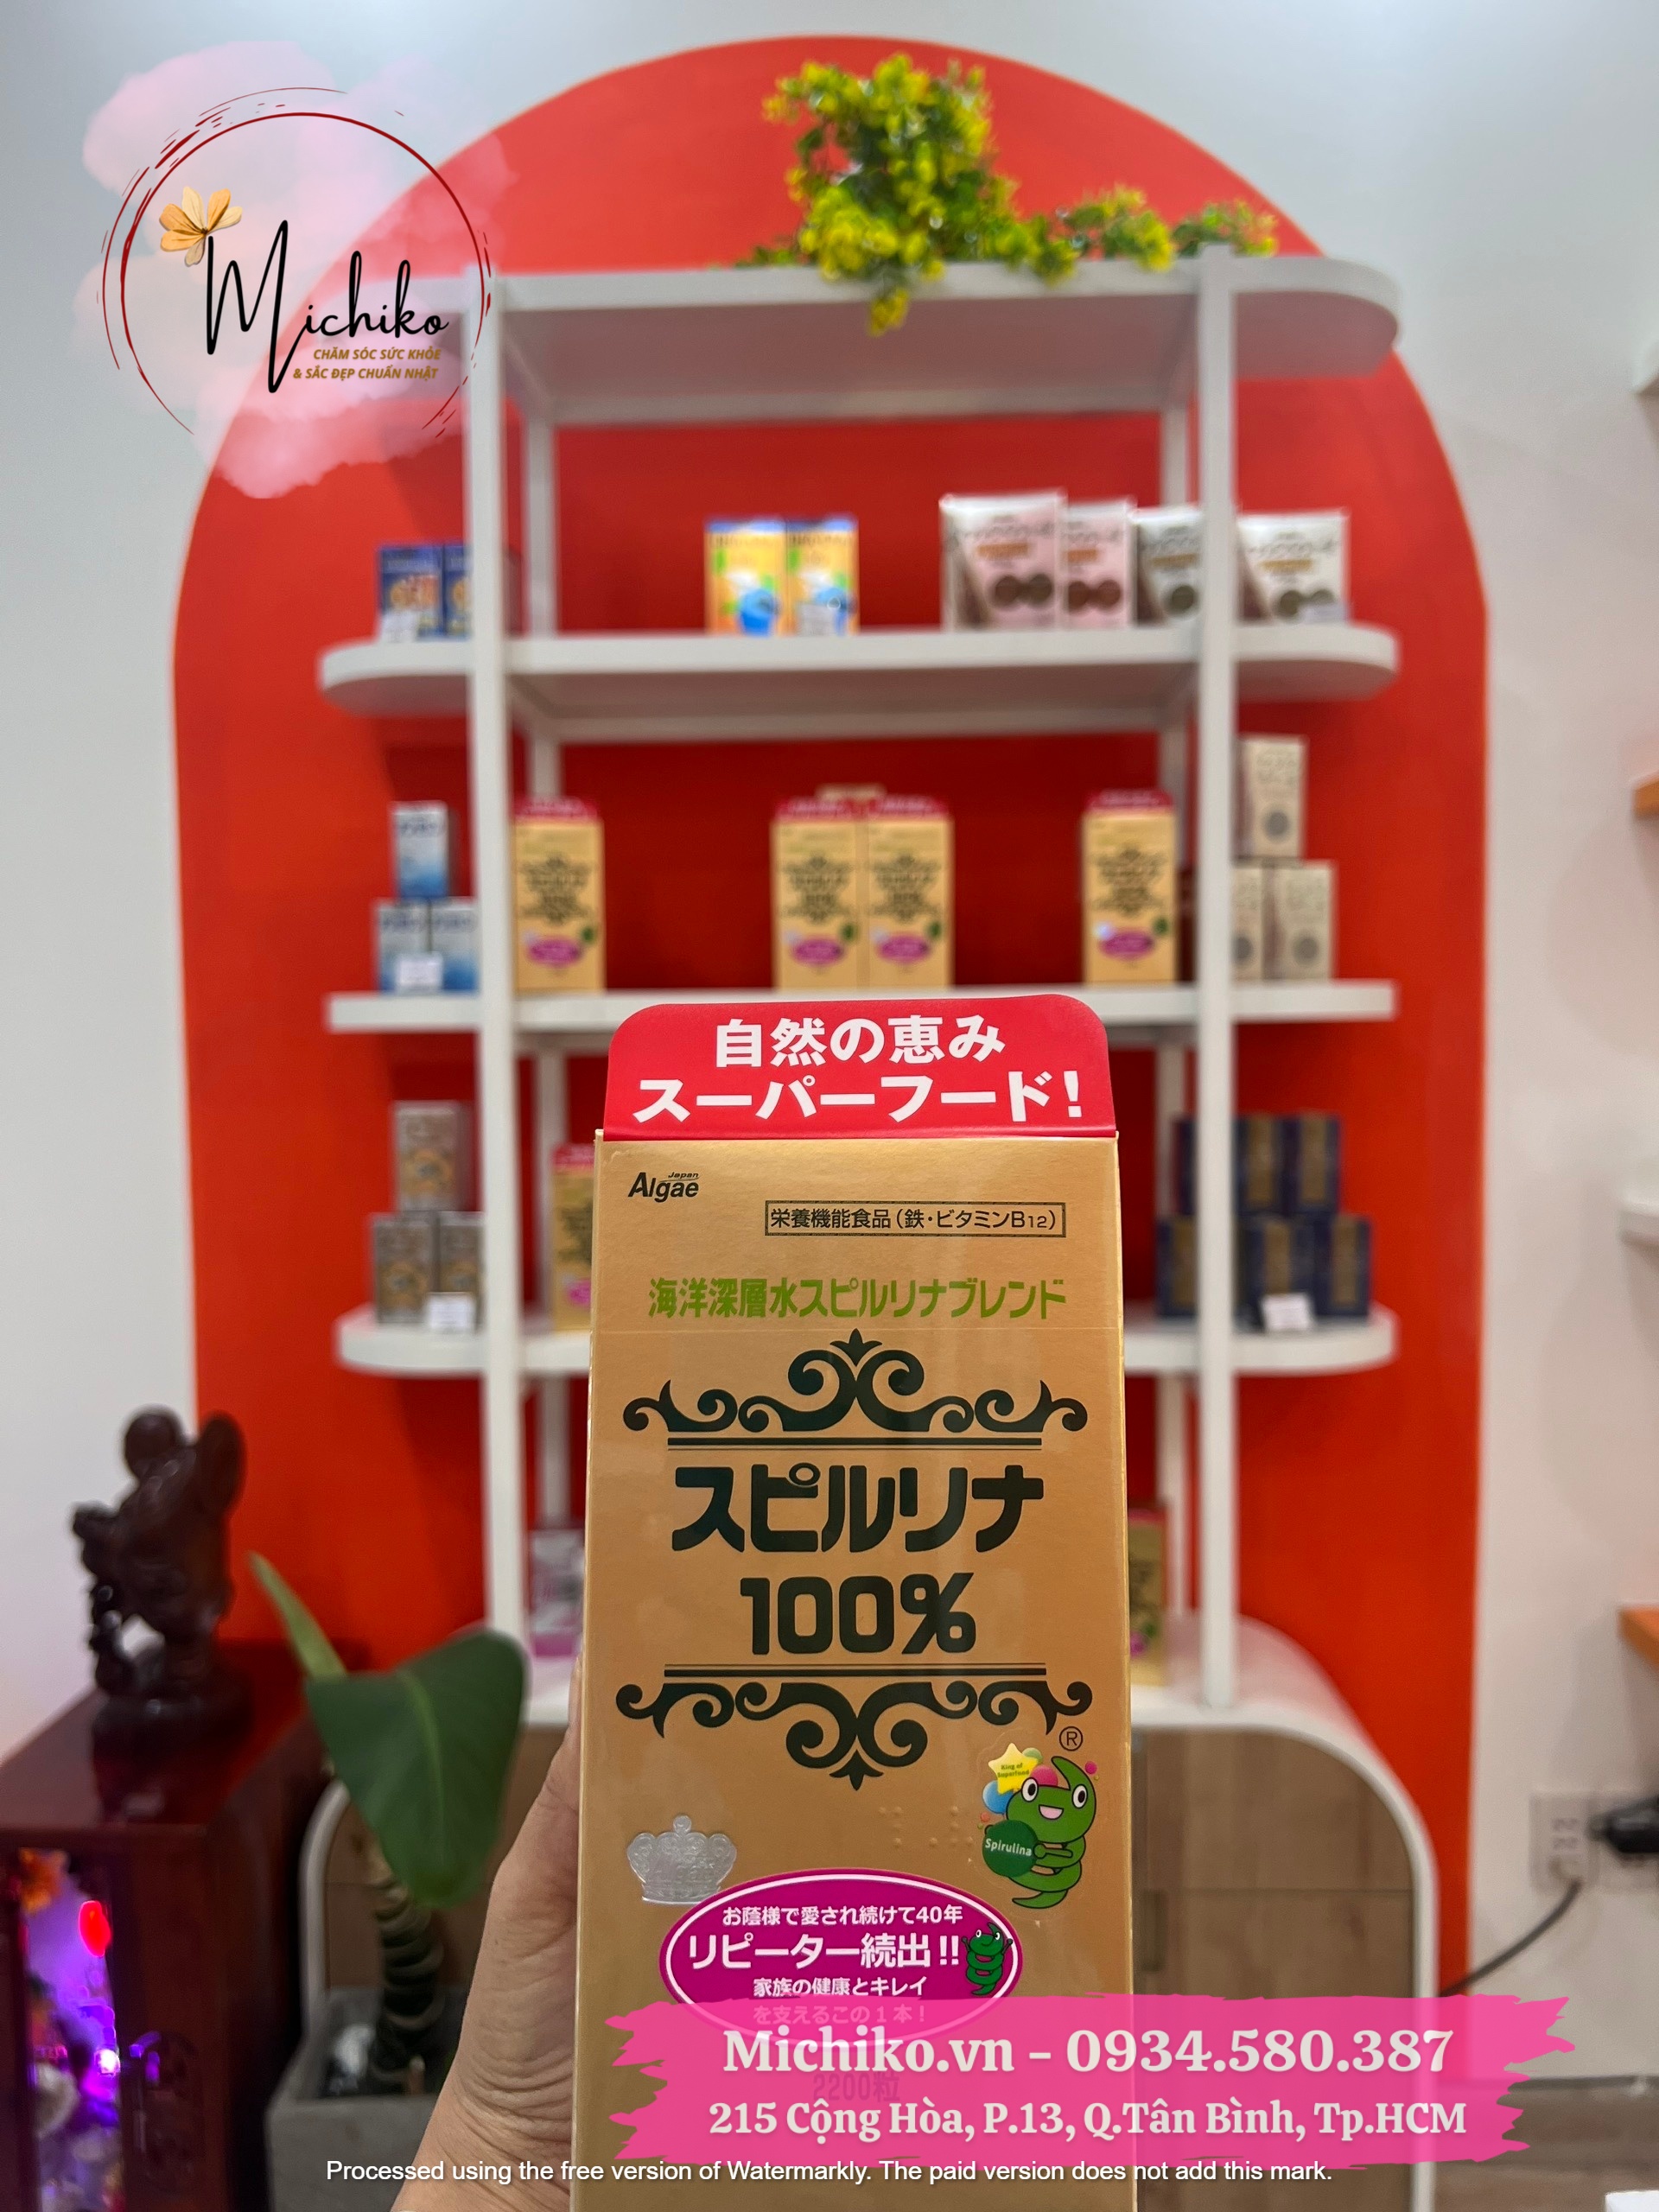 Michiko
CHĂM SÓC SỨC KHỎE
& SẮC ĐẸP CHUẨN NHẬT
自然の恵み
スーパーフード!
Japan
Algae
栄養機能食品(鉄・ビタミンB12)
海洋深層水スピルリナブレンド
スピルリナ
100%
®
King of
Superfood
Spirulina
お蔭様で愛され続けて40年
リピーター続出!!
家族の健康とキレイ
を支えるこの1本!
2200粒
Michiko.vn - 0934.580.387
215 Cộng Hòa, P.13, Q.Tân Bình, Tp.HCM
Processed using the free version of Watermarkly. The paid version does not add this mark.